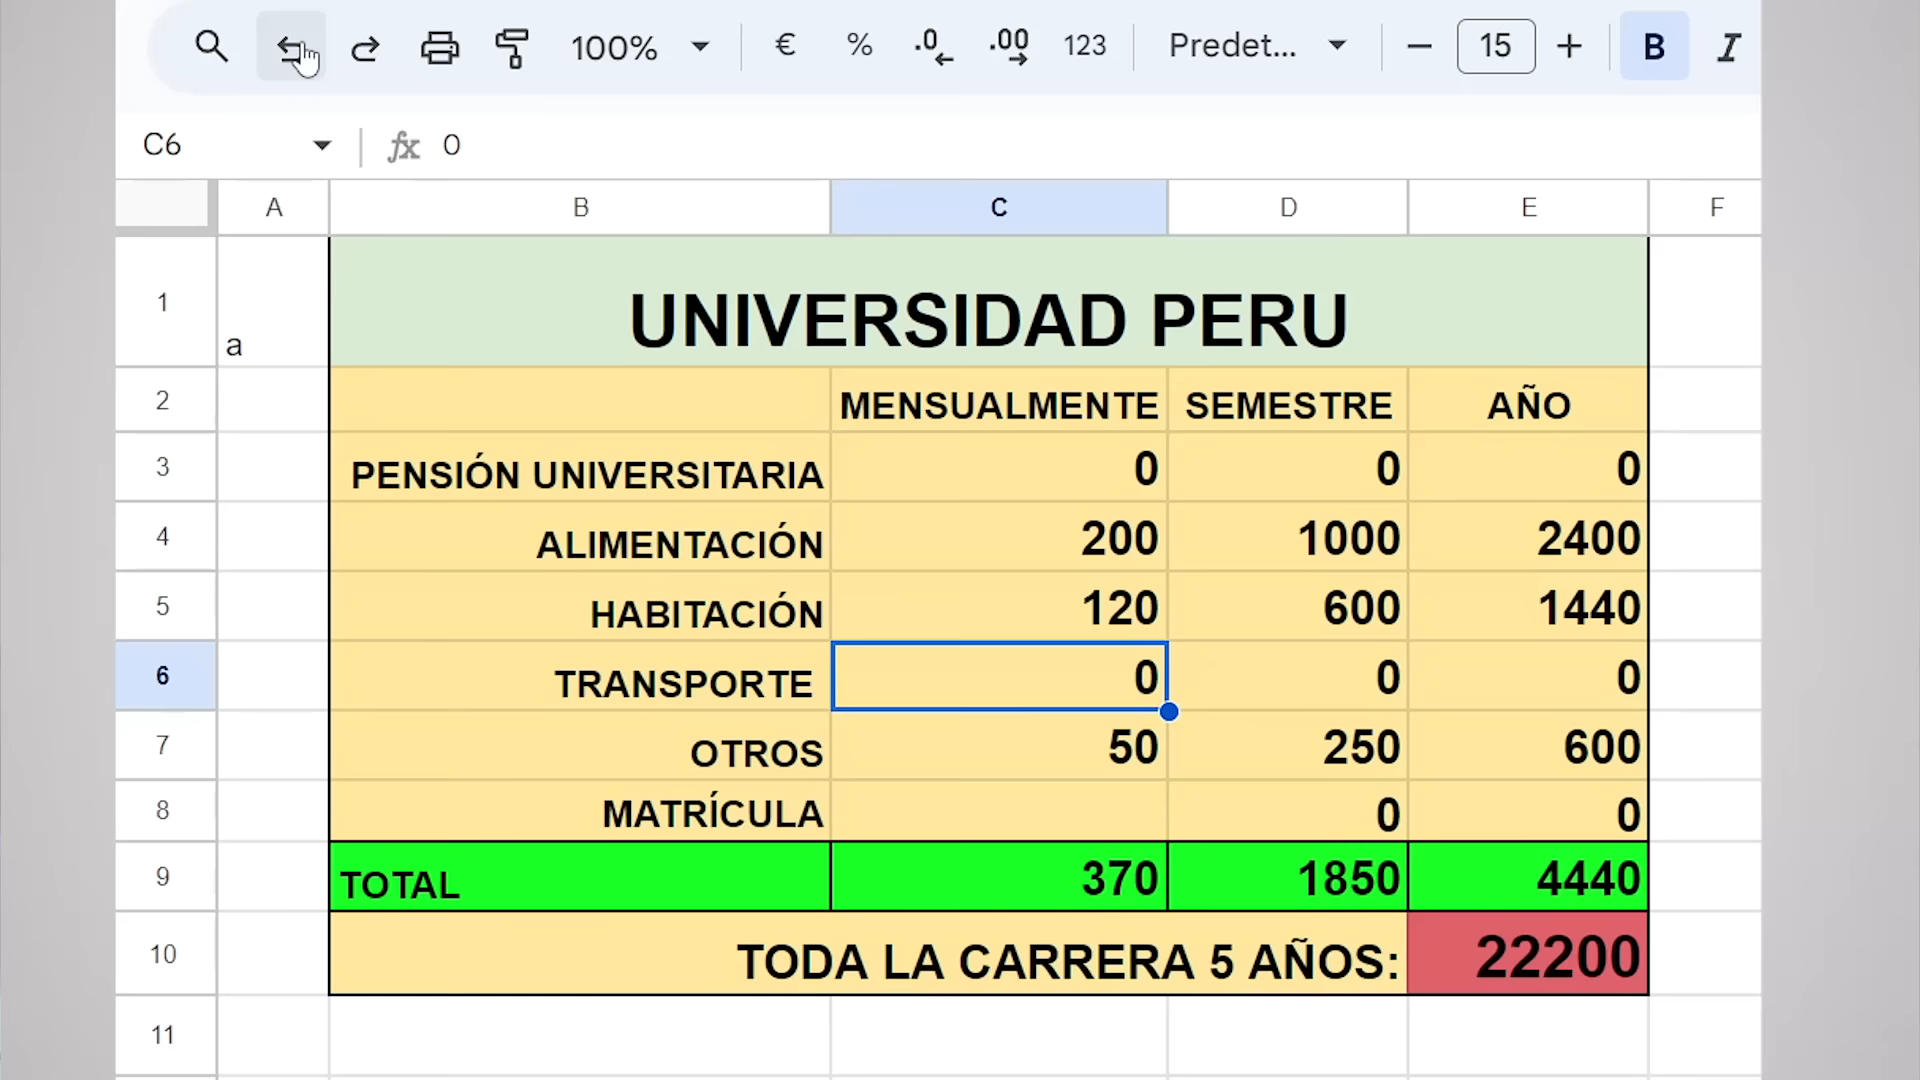 100% € % .0 .00 123 Predet... 15 B I
C6 fx 0
A B C D E F
1 a UNIVERSIDAD PERU
2 MENSUALMENTE SEMESTRE AÑO
3 PENSIÓN UNIVERSITARIA 0 0 0
4 ALIMENTACIÓN 200 1000 2400
5 HABITACIÓN 120 600 1440
6 TRANSPORTE 0 0 0
7 OTROS 50 250 600
8 MATRÍCULA 0 0
9 TOTAL 370 1850 4440
10 TODA LA CARRERA 5 AÑOS: 22200
11